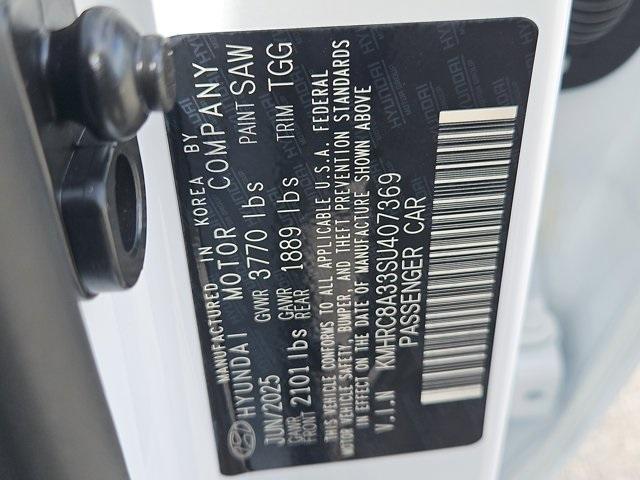 MANUFACTURED IN KOREA BY
HYUNDAI MOTOR COMPANY
JUN/2025 GVWR 3770 lbs PAINT SAW
GAWR FRONT 2101 lbs GAWR REAR 1889 lbs TRIM TGG
THIS VEHICLE CONFORMS TO ALL APPLICABLE U.S.A. FEDERAL
MOTOR VEHICLE SAFETY, BUMPER, AND THEFT PREVENTION STANDARDS
IN EFFECT ON THE DATE OF MANUFACTURE SHOWN ABOVE
V.I.N KMHRC8A33SU407369
PASSENGER CAR